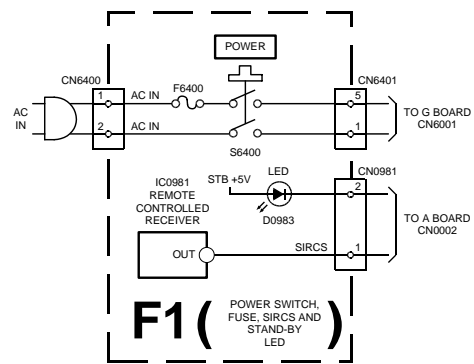 POWER
CN6400
F6400
CN6401
1
AC IN
5
AC
IN
TO G BOARD
CN6001
2
AC IN
1
S6400
IC0981
REMOTE
CONTROLLED
RECEIVER
STB +5V
LED
CN0981
2
D0983
TO A BOARD
CN0002
OUT
SIRCS
1
F1 (
POWER SWITCH,
FUSE, SIRCS AND
STAND-BY
LED
)